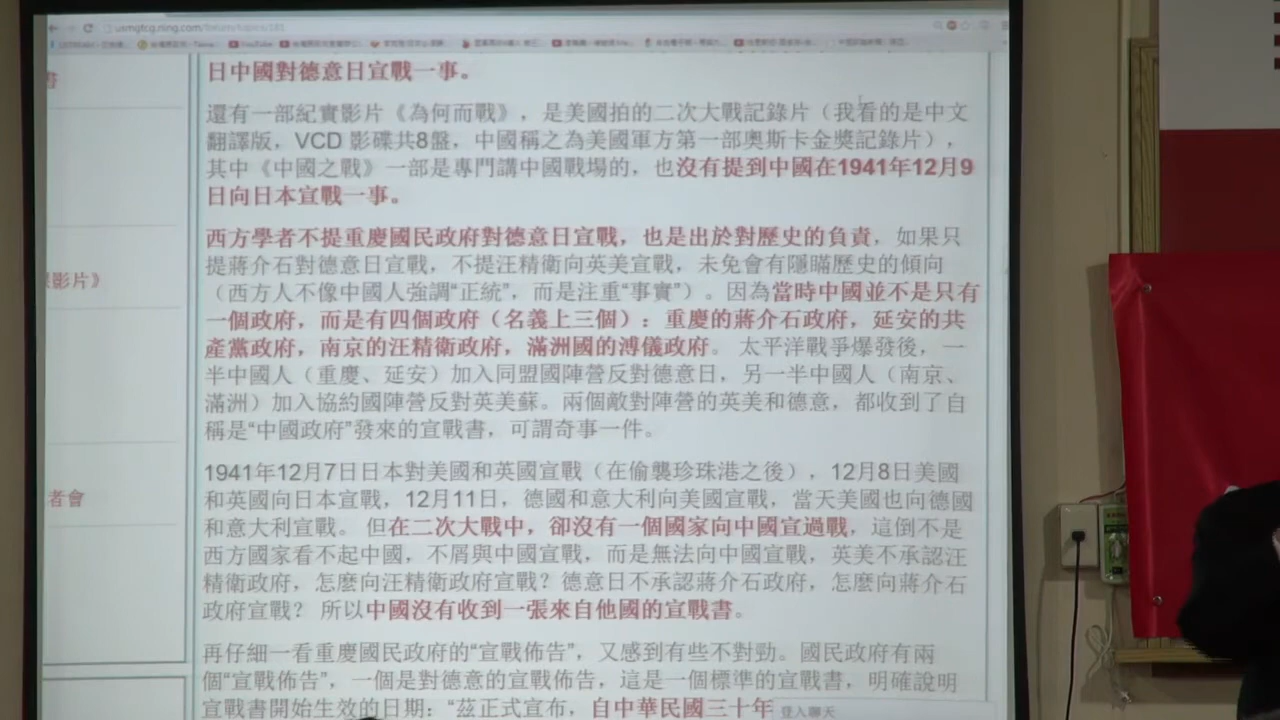 usmgtcg.ning.com/forum/topics/181
YouTube
書
影片》
者會
日中國對德意日宣戰一事。
還有一部紀實影片《為何而戰》，是美國拍的二次大戰記錄片（我看的是中文
翻譯版，VCD 影碟共8盤，中國稱之為美國軍方第一部奧斯卡金獎記錄片），
其中《中國之戰》一部是專門講中國戰場的，也沒有提到中國在1941年12月9
日向日本宣戰一事。
西方學者不提重慶國民政府對德意日宣戰，也是出於對歷史的負責，如果只
提蔣介石對德意日宣戰，不提汪精衛向英美宣戰，未免會有隱瞞歷史的傾向
（西方人不像中國人強調“正統”，而是注重“事實”）。因為當時中國並不是只有
一個政府，而是有四個政府（名義上三個）：重慶的蔣介石政府，延安的共
產黨政府，南京的汪精衛政府，滿洲國的溥儀政府。太平洋戰爭爆發後，一
半中國人（重慶、延安）加入同盟國陣營反對德意日，另一半中國人（南京、
滿洲）加入協約國陣營反對英美蘇。兩個敵對陣營的英美和德意，都收到了自
稱是“中國政府”發來的宣戰書，可謂奇事一件。
1941年12月7日日本對美國和英國宣戰（在偷襲珍珠港之後），12月8日美國
和英國向日本宣戰，12月11日，德國和意大利向美國宣戰，當天美國也向德國
和意大利宣戰。 但在二次大戰中，卻沒有一個國家向中國宣過戰，這倒不是
西方國家看不起中國，不屑與中國宣戰，而是無法向中國宣戰，英美不承認汪
精衛政府，怎麼向汪精衛政府宣戰？德意日不承認蔣介石政府，怎麼向蔣介石
政府宣戰？ 所以中國沒有收到一張來自他國的宣戰書。
再仔細一看重慶國民政府的“宣戰佈告”，又感到有些不對勁。國民政府有兩
個“宣戰佈告”，一個是對德意的宣戰佈告，這是一個標準的宣戰書，明確說明
宣戰書開始生效的日期：“茲正式宣布，自中華民國三十年
登入聊天